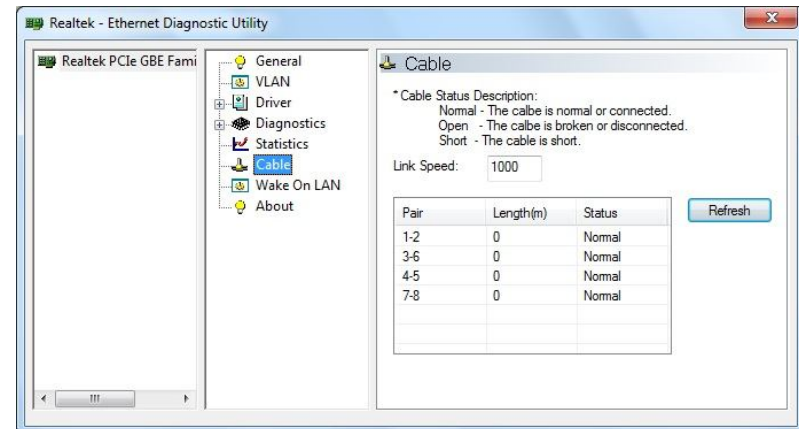 Realtek - Ethernet Diagnostic Utility
Realtek PCIe GBE Fami
General
VLAN
Driver
Diagnostics
Statistics
Cable
Wake On LAN
About
Cable
* Cable Status Description:
Normal - The calbe is normal or connected.
Open - The calbe is broken or disconnected.
Short - The cable is short.
Link Speed: 1000
Pair Length(m) Status
Refresh
1-2 0 Normal
3-6 0 Normal
4-5 0 Normal
7-8 0 Normal